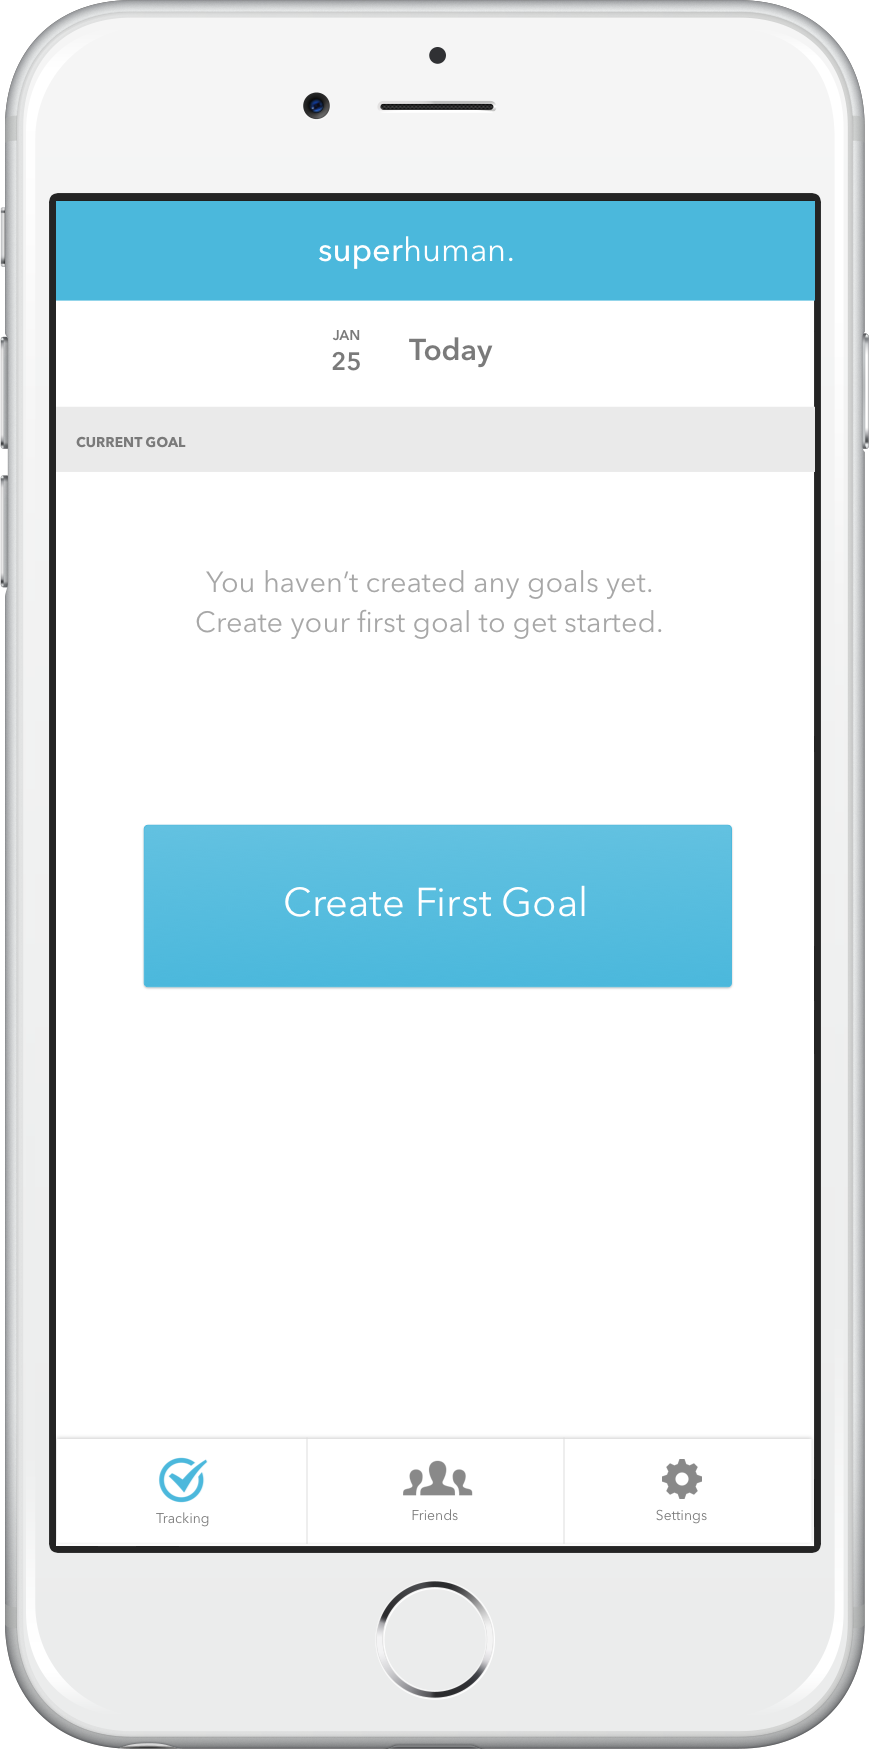 superhuman.
JAN
25
Today
CURRENT GOAL
You haven’t created any goals yet.
Create your first goal to get started.
Create First Goal
Tracking
Friends
Settings